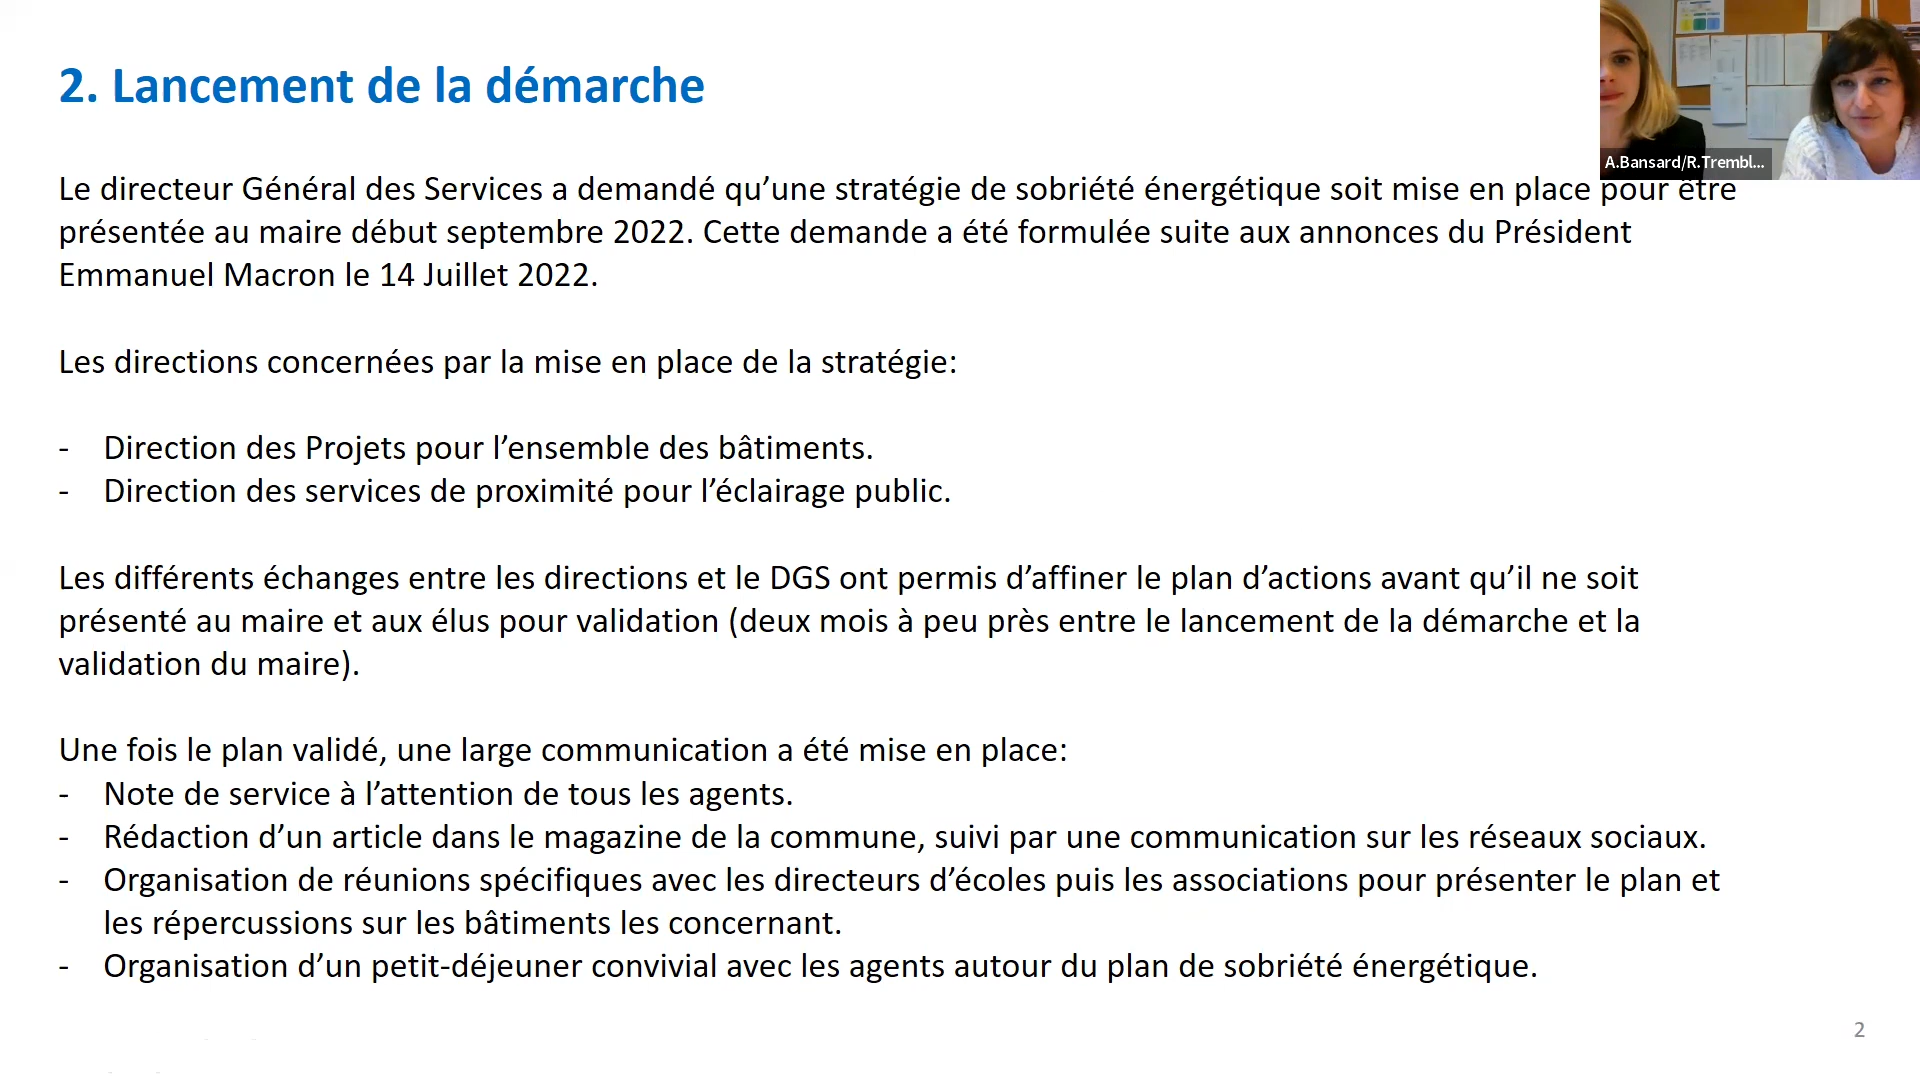 2. Lancement de la démarche
A.Bansard/R.Trembl...
Le directeur Général des Services a demandé qu’une stratégie de sobriété énergétique soit mise en place pour être
présentée au maire début septembre 2022. Cette demande a été formulée suite aux annonces du Président
Emmanuel Macron le 14 Juillet 2022.
Les directions concernées par la mise en place de la stratégie:
- Direction des Projets pour l’ensemble des bâtiments.
- Direction des services de proximité pour l’éclairage public.
Les différents échanges entre les directions et le DGS ont permis d’affiner le plan d’actions avant qu’il ne soit
présenté au maire et aux élus pour validation (deux mois à peu près entre le lancement de la démarche et la
validation du maire).
Une fois le plan validé, une large communication a été mise en place:
- Note de service à l’attention de tous les agents.
- Rédaction d’un article dans le magazine de la commune, suivi par une communication sur les réseaux sociaux.
- Organisation de réunions spécifiques avec les directeurs d’écoles puis les associations pour présenter le plan et
les répercussions sur les bâtiments les concernant.
- Organisation d’un petit-déjeuner convivial avec les agents autour du plan de sobriété énergétique.
2